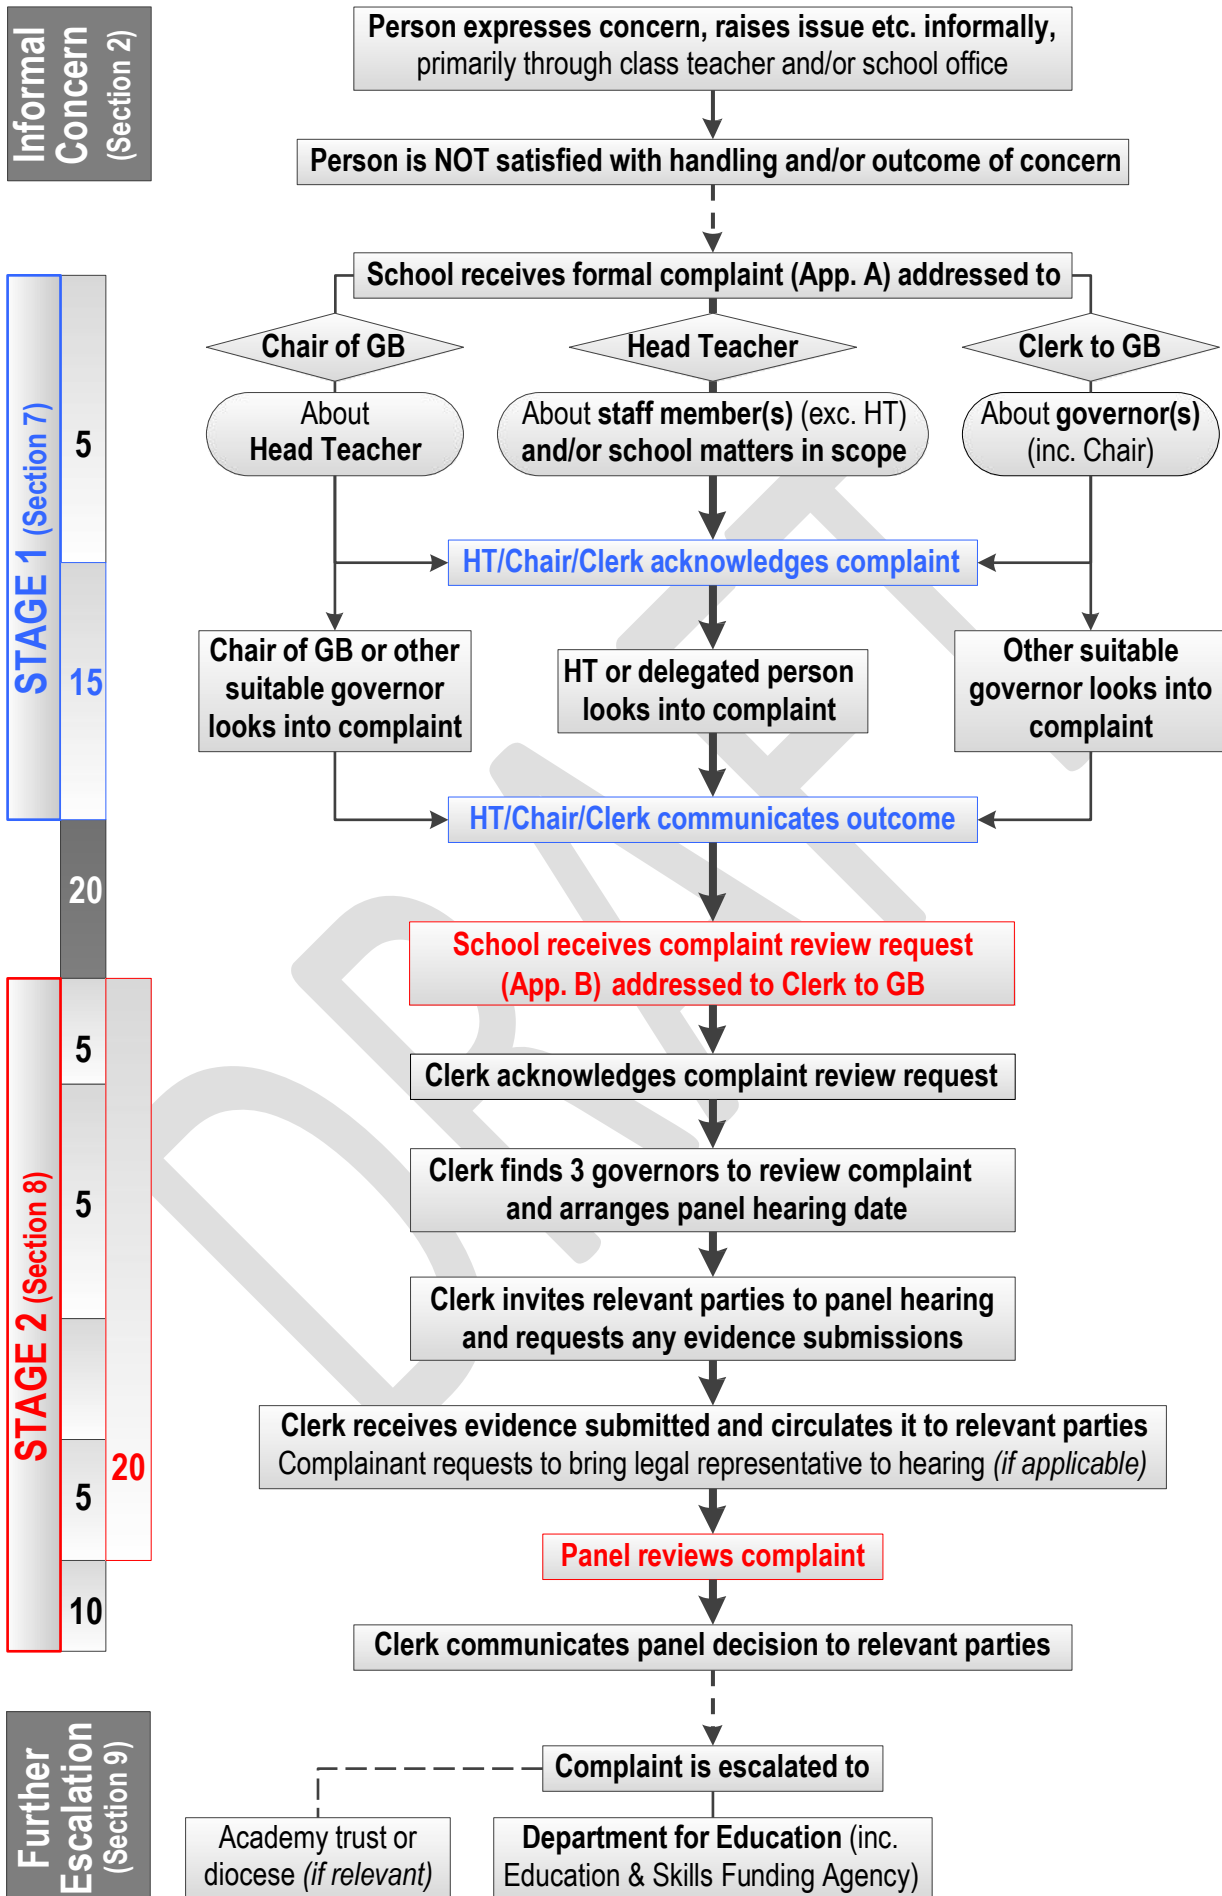 Informal
Concern
(Section 2)
Person expresses concern, raises issue etc. informally,
primarily through class teacher and/or school office
Person is NOT satisfied with handling and/or outcome of concern
STAGE 1 (Section 7)
5
15
School receives formal complaint (App. A) addressed to
Chair of GB
Head Teacher
Clerk to GB
About
Head Teacher
About staff member(s) (exc. HT)
and/or school matters in scope
About governor(s)
(inc. Chair)
HT/Chair/Clerk acknowledges complaint
Chair of GB or other
suitable governor
looks into complaint
HT or delegated person
looks into complaint
Other suitable
governor looks into
complaint
HT/Chair/Clerk communicates outcome
20
School receives complaint review request
(App. B) addressed to Clerk to GB
STAGE 2 (Section 8)
5
5
5
10
20
Clerk acknowledges complaint review request
Clerk finds 3 governors to review complaint
and arranges panel hearing date
Clerk invites relevant parties to panel hearing
and requests any evidence submissions
Clerk receives evidence submitted and circulates it to relevant parties
Complainant requests to bring legal representative to hearing (if applicable)
Panel reviews complaint
Clerk communicates panel decision to relevant parties
Further
Escalation
(Section 9)
Complaint is escalated to
Academy trust or
diocese (if relevant)
Department for Education (inc.
Education & Skills Funding Agency)
DRAFT